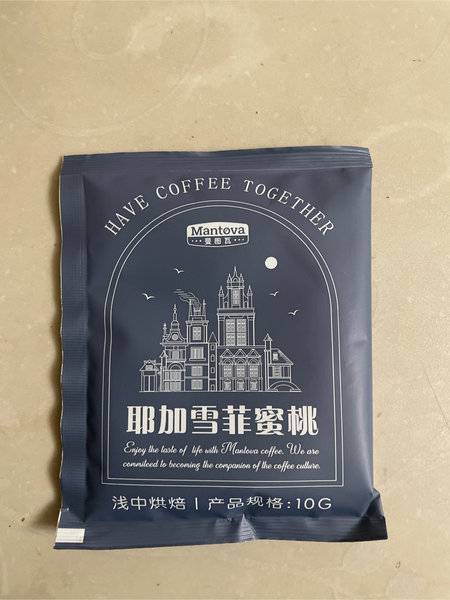 HAVE COFFEE TOGETHER
Mantova
曼图瓦
耶加雪菲蜜桃
Enjoy the taste of life with Mantova coffee. We are
commitced to becoming the companion of the coffee culture.
浅中烘焙 | 产品规格:10G